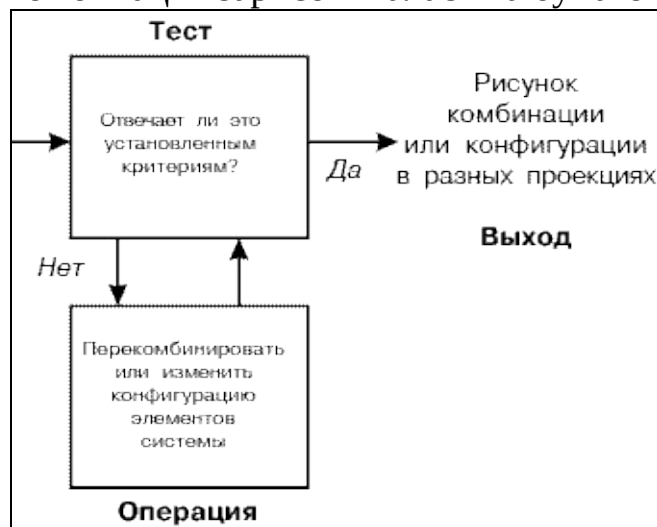 Тест
Отвечает ли это
установленным
критериям?
Да
Рисунок
комбинации
или конфигурации
в разных проекциях
Выход
Нет
Перекомбинировать
или изменить
конфигурацию
элементов
системы
Операция